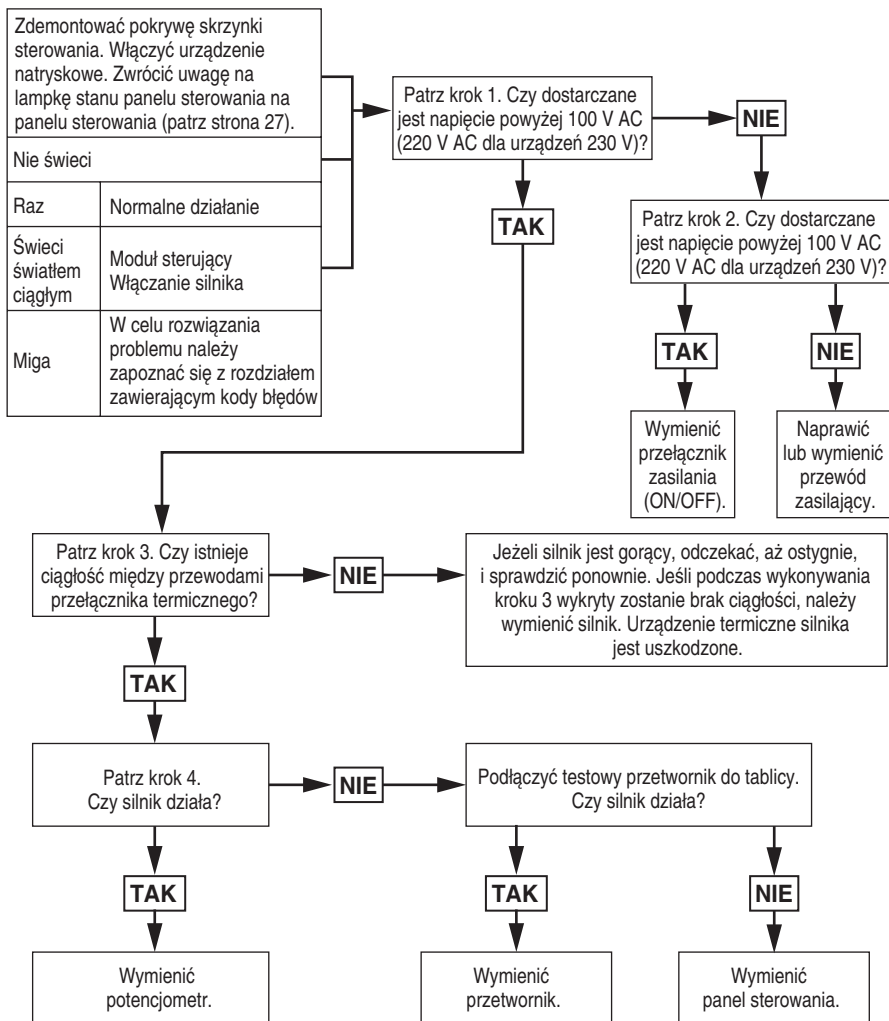 Zdemontować pokrywę skrzynki
sterowania. Włączyć urządzenie
natryskowe. Zwrócić uwagę na
lampkę stanu panelu sterowania na
panelu sterowania (patrz strona 27).
Nie świeci
Raz
Normalne działanie
Świeci
światłem
ciągłym
Moduł sterujący
Włączanie silnika
Miga
W celu rozwiązania
problemu należy
zapoznać się z rozdziałem
zawierającym kody błędów
Patrz krok 1. Czy dostarczane
jest napięcie powyżej 100 V AC
(220 V AC dla urządzeń 230 V)?
NIE
TAK
Patrz krok 2. Czy dostarczane
jest napięcie powyżej 100 V AC
(220 V AC dla urządzeń 230 V)?
TAK
NIE
Wymienić
przełącznik
zasilania
(ON/OFF).
Naprawić
lub wymienić
przewód
zasilający.
Patrz krok 3. Czy istnieje
ciągłość między przewodami
przełącznika termicznego?
NIE
Jeżeli silnik jest gorący, odczekać, aż ostygnie,
i sprawdzić ponownie. Jeśli podczas wykonywania
kroku 3 wykryty zostanie brak ciągłości, należy
wymienić silnik. Urządzenie termiczne silnika
jest uszkodzone.
TAK
Patrz krok 4.
Czy silnik działa?
NIE
Podłączyć testowy przetwornik do tablicy.
Czy silnik działa?
TAK
TAK
NIE
Wymienić
potencjometr.
Wymienić
przetwornik.
Wymienić
panel sterowania.